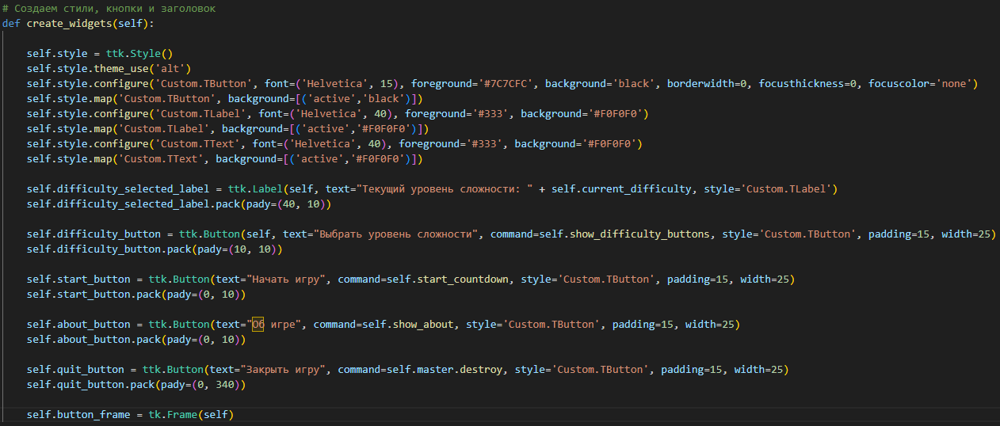 # Создаем стили, кнопки и заголовок
def create_widgets(self):
self.style = ttk.Style()
self.style.theme_use('alt')
self.style.configure('Custom.TButton', font=('Helvetica', 15), foreground='#7C7CFC', background='black', borderwidth=0, focusthickness=0, focuscolor='none')
self.style.map('Custom.TButton', background=[('active','black')])
self.style.configure('Custom.TLabel', font=('Helvetica', 40), foreground='#333', background='#F0F0F0')
self.style.map('Custom.TLabel', background=[('active','#F0F0F0')])
self.style.configure('Custom.TText', font=('Helvetica', 40), foreground='#333', background='#F0F0F0')
self.style.map('Custom.TText', background=[('active','#F0F0F0')])
self.difficulty_selected_label = ttk.Label(self, text="Текущий уровень сложности: " + self.current_difficulty, style='Custom.TLabel')
self.difficulty_selected_label.pack(pady=(40, 10))
self.difficulty_button = ttk.Button(self, text="Выбрать уровень сложности", command=self.show_difficulty_buttons, style='Custom.TButton', padding=15, width=25)
self.difficulty_button.pack(pady=(10, 10))
self.start_button = ttk.Button(text="Начать игру", command=self.start_countdown, style='Custom.TButton', padding=15, width=25)
self.start_button.pack(pady=(0, 10))
self.about_button = ttk.Button(text="Об игре", command=self.show_about, style='Custom.TButton', padding=15, width=25)
self.about_button.pack(pady=(0, 10))
self.quit_button = ttk.Button(text="Закрыть игру", command=self.master.destroy, style='Custom.TButton', padding=15, width=25)
self.quit_button.pack(pady=(0, 340))
self.button_frame = tk.Frame(self)